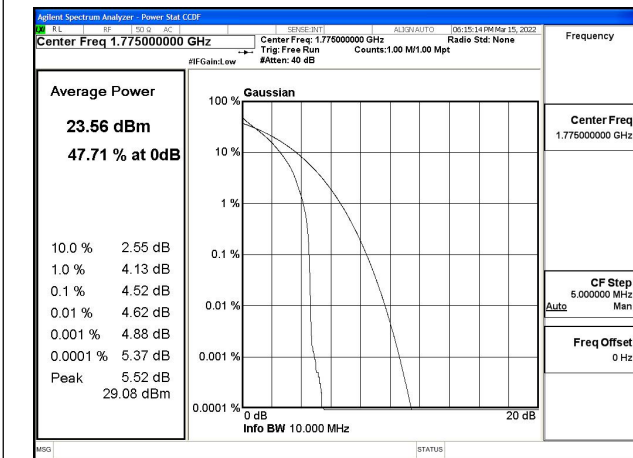 Agilent Spectrum Analyzer - Power Stat CCDF
RL RF 50 Ω AC SENSE:INT ALIGN AUTO 06:15:14 PM Mar 15, 2022
Center Freq 1.775000000 GHz
Center Freq: 1.775000000 GHz Radio Std: None
Trig: Free Run Counts:1.00 M/1.00 Mpt
#IFGain:Low #Atten: 40 dB
Frequency
Average Power
23.56 dBm
47.71 % at 0dB
10.0 % 2.55 dB
1.0 % 4.13 dB
0.1 % 4.52 dB
0.01 % 4.62 dB
0.001 % 4.88 dB
0.0001 % 5.37 dB
Peak 5.52 dB
29.08 dBm
Gaussian
100 %
10 %
1 %
0.1 %
0.01 %
0.001 %
0.0001 %
0 dB 20 dB
Info BW 10.000 MHz
Center Freq
1.775000000 GHz
CF Step
5.000000 MHz
Auto Man
Freq Offset
0 Hz
MSG STATUS